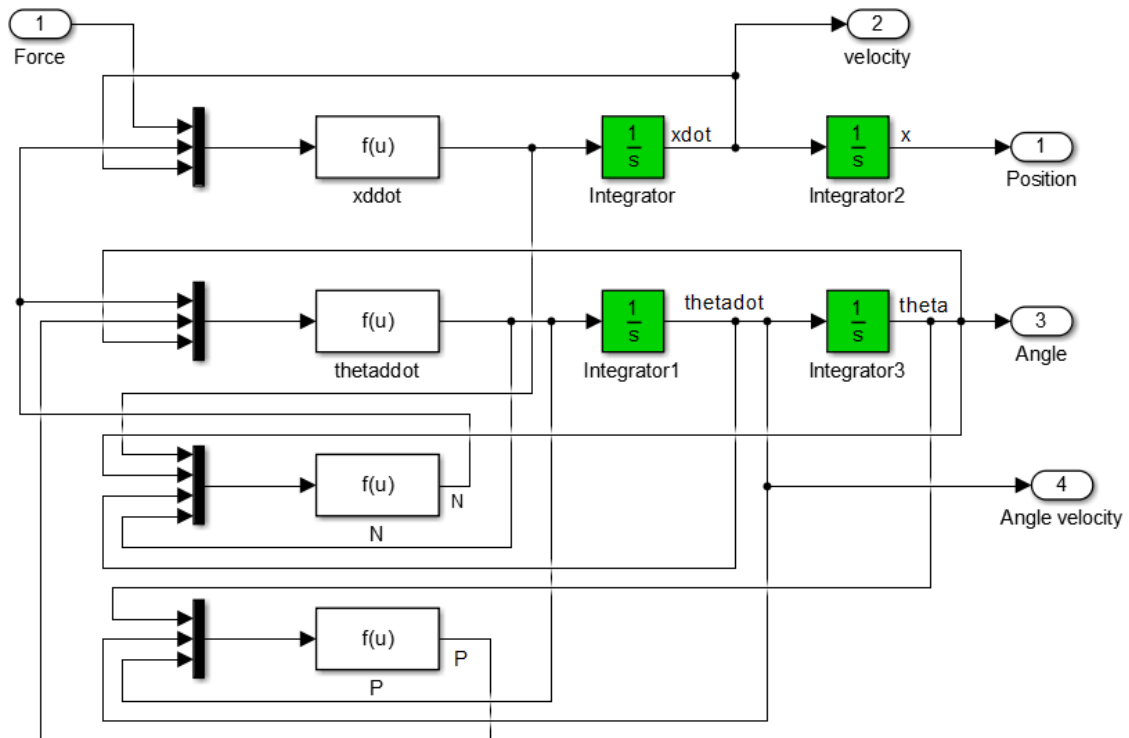 1
Force
2
velocity
f(u)
xddot
1
s
xdot
Integrator
1
s
x
Integrator2
1
Position
f(u)
thetaddot
1
s
thetadot
Integrator1
1
s
theta
Integrator3
3
Angle
f(u)
N
N
4
Angle velocity
f(u)
P
P